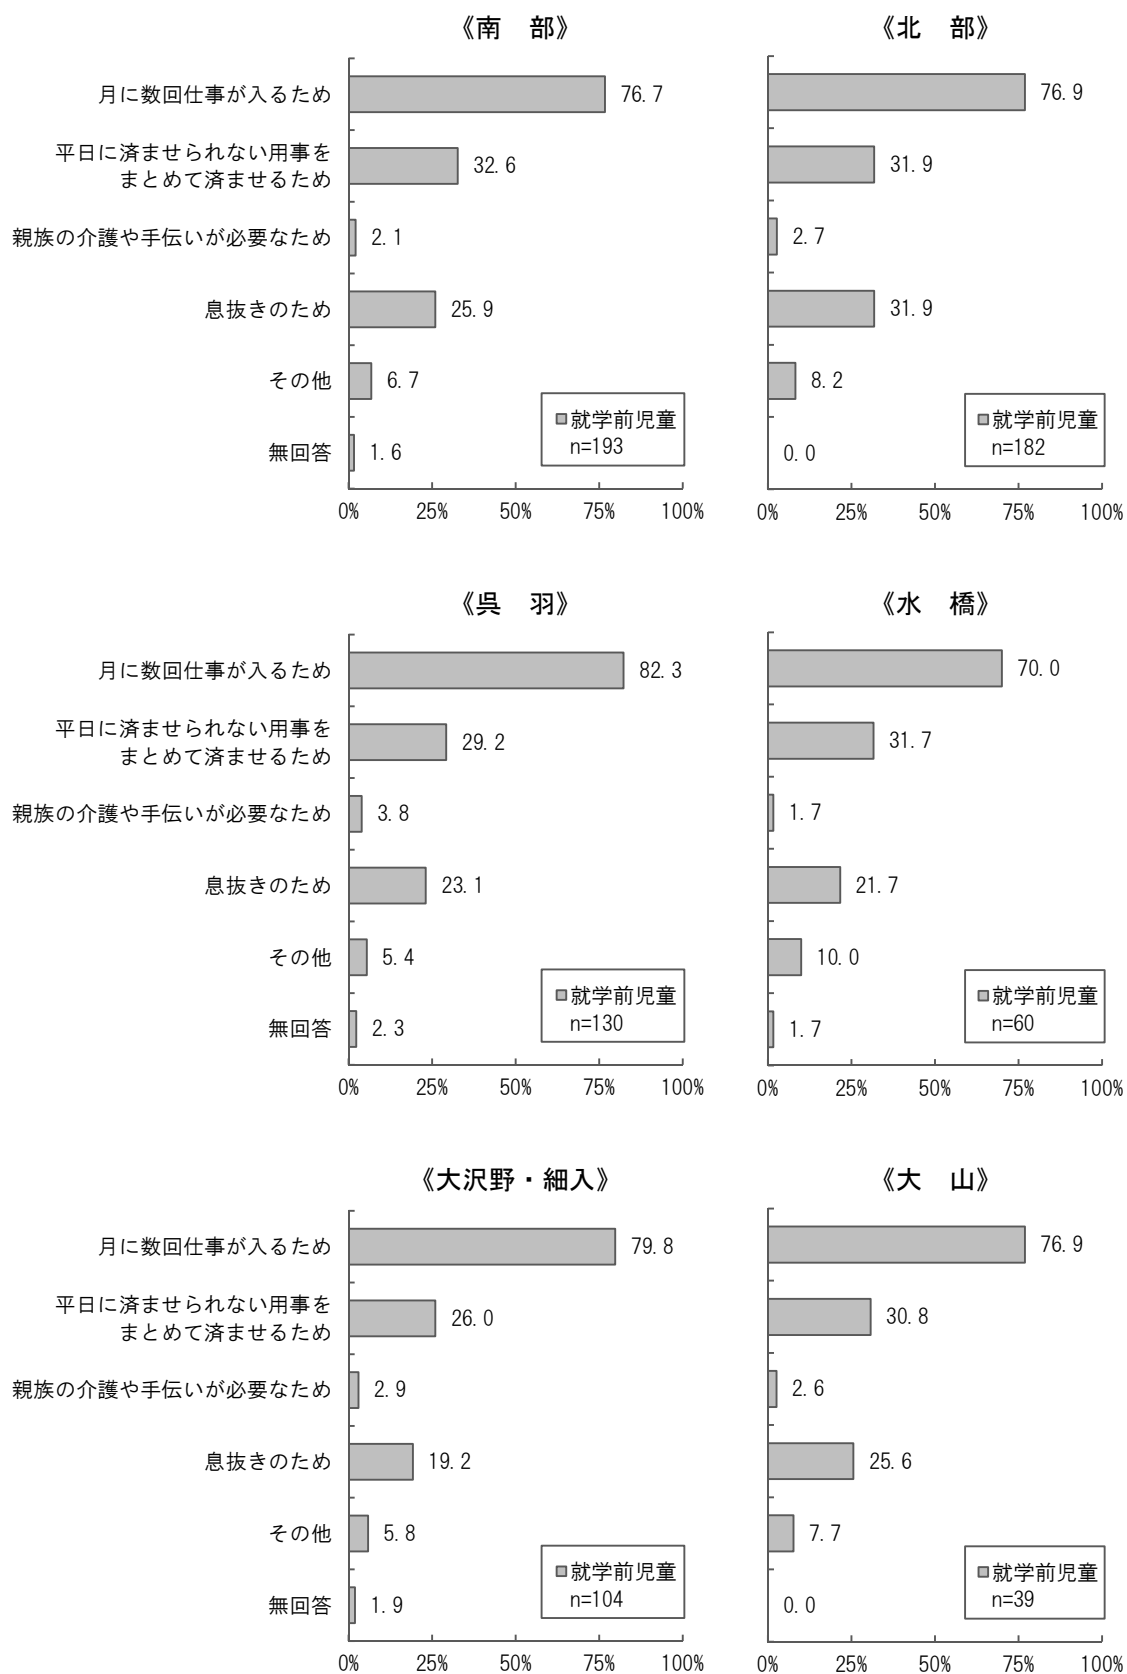 《南　部》
月に数回仕事が入るため
76.7
平日に済ませられない用事を
まとめて済ませるため
32.6
親族の介護や手伝いが必要なため
2.1
息抜きのため
25.9
その他
6.7
無回答
1.6
就学前児童
n=193
0% 25% 50% 75% 100%
《北　部》
76.9
31.9
2.7
31.9
8.2
0.0
就学前児童
n=182
0% 25% 50% 75% 100%
《呉　羽》
月に数回仕事が入るため
82.3
平日に済ませられない用事を
まとめて済ませるため
29.2
親族の介護や手伝いが必要なため
3.8
息抜きのため
23.1
その他
5.4
無回答
2.3
就学前児童
n=130
0% 25% 50% 75% 100%
《水　橋》
70.0
31.7
1.7
21.7
10.0
1.7
就学前児童
n=60
0% 25% 50% 75% 100%
《大沢野・細入》
月に数回仕事が入るため
79.8
平日に済ませられない用事を
まとめて済ませるため
26.0
親族の介護や手伝いが必要なため
2.9
息抜きのため
19.2
その他
5.8
無回答
1.9
就学前児童
n=104
0% 25% 50% 75% 100%
《大　山》
76.9
30.8
2.6
25.6
7.7
0.0
就学前児童
n=39
0% 25% 50% 75% 100%